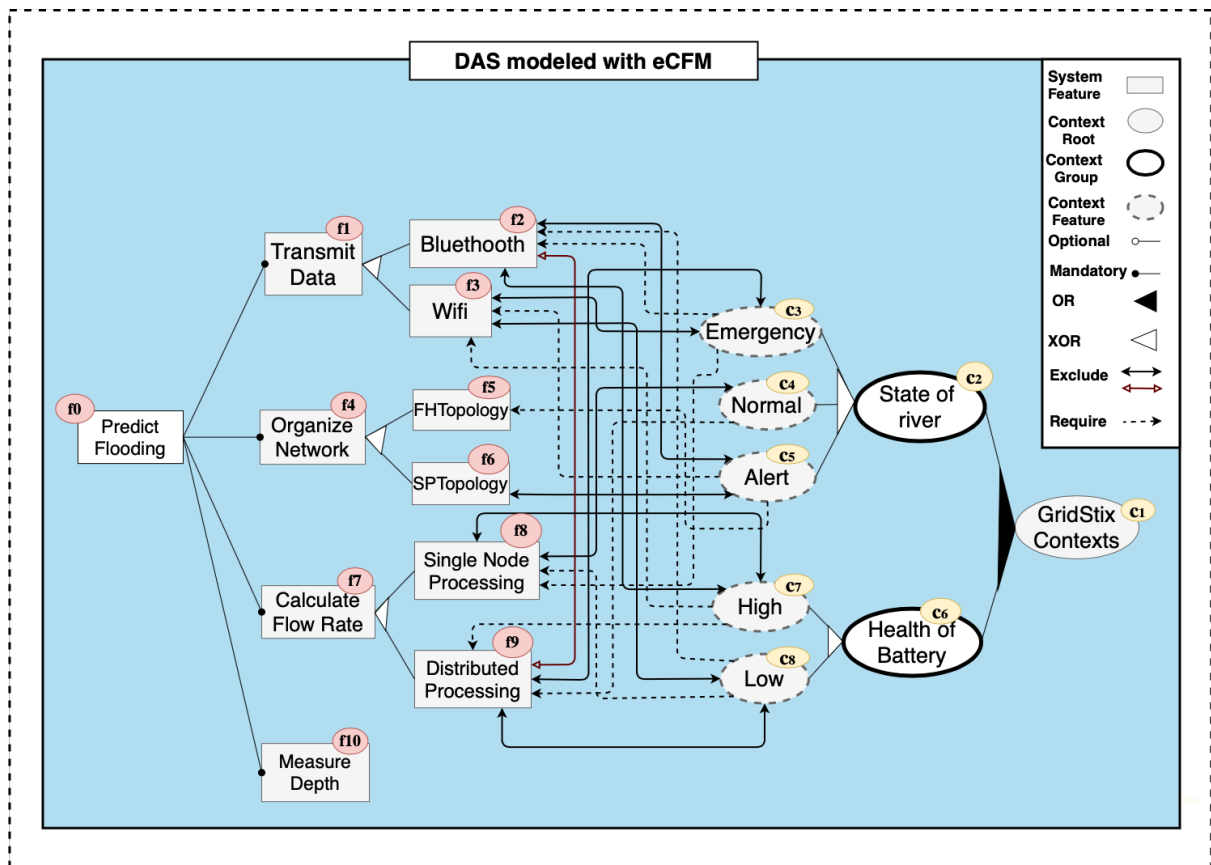 DAS modeled with eCFM
System
Feature
Context
Root
Context
Group
Context
Feature
Optional
Mandatory
OR
XOR
Exclude
Require
f0
Predict
Flooding
f1
Transmit
Data
f2
Bluethooth
f3
Wifi
f4
Organize
Network
f5
FHTopology
f6
SPTopology
f7
Calculate
Flow Rate
f8
Single Node
Processing
f9
Distributed
Processing
f10
Measure
Depth
c3
Emergency
c4
Normal
c5
Alert
c2
State of
river
c1
GridStix
Contexts
c7
High
c6
Health of
Battery
c8
Low